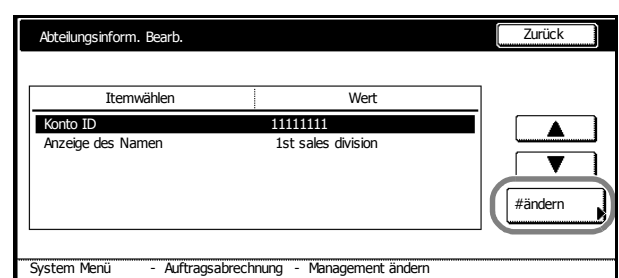 Abteilungsinform. Bearb. Zurück
Itemwählen Wert
Konto ID 11111111
Anzeige des Namen 1st sales division
#ändern
System Menü - Auftragsabrechnung - Management ändern